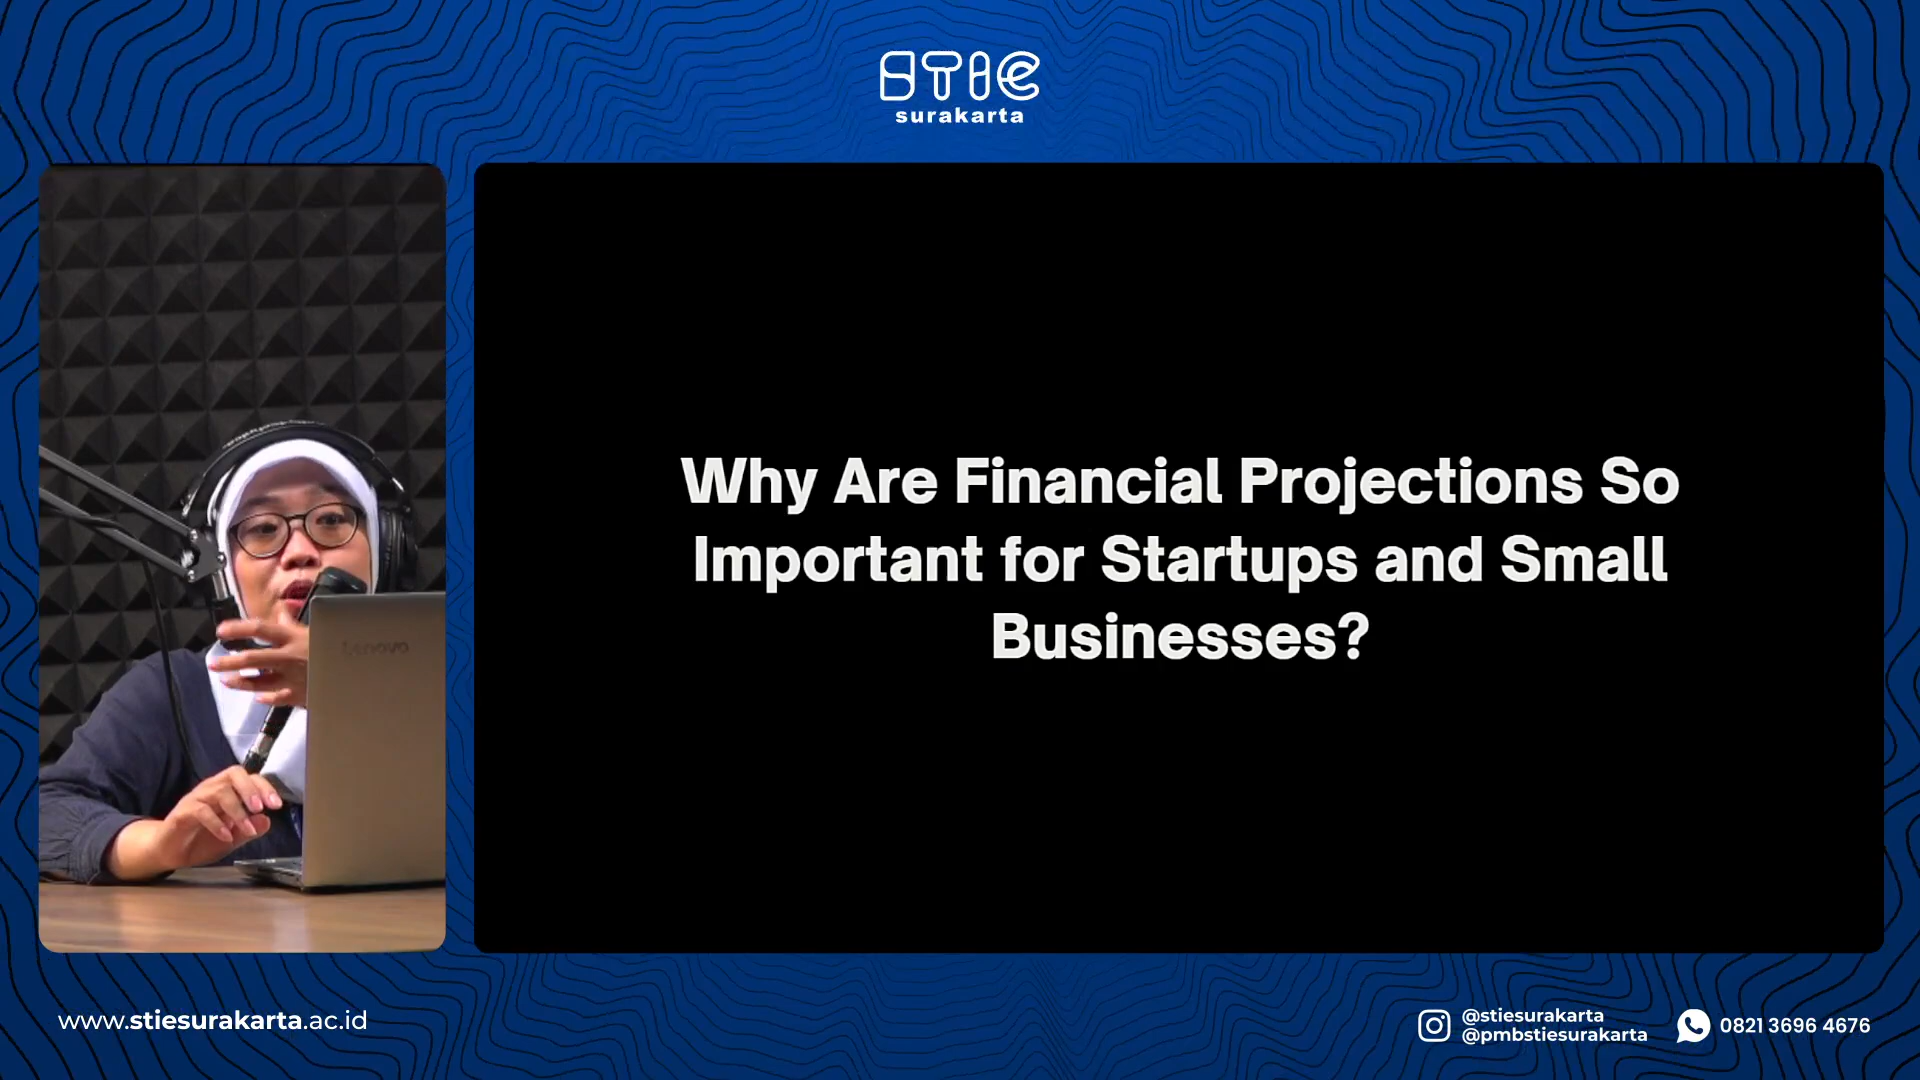 STIE
surakarta
Lenovo
Why Are Financial Projections So
Important for Startups and Small
Businesses?
www.stiesurakarta.ac.id
@stiesurakarta
@pmbstiesurakarta
0821 3696 4676